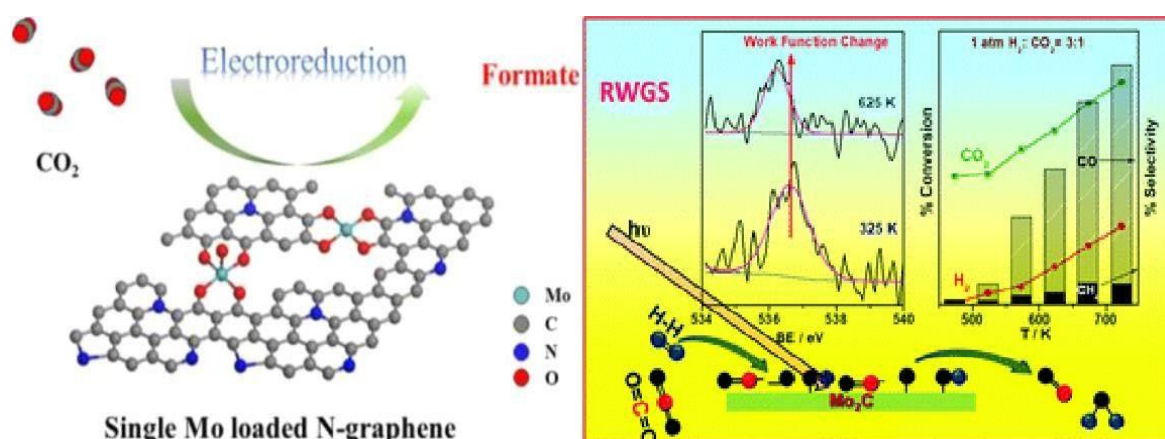 Electroreduction
Formate
CO2
Mo
C
N
O
Single Mo loaded N-graphene
RWGS
Work Function Change
625 K
325 K
534 536 538 540
BE / eV
hυ
H-H
O=C=O
Mo2C
1 atm H2: CO2= 3:1
% Conversion
% Selectivity
CO2
CO
H2
CH
500 600 700
T / K